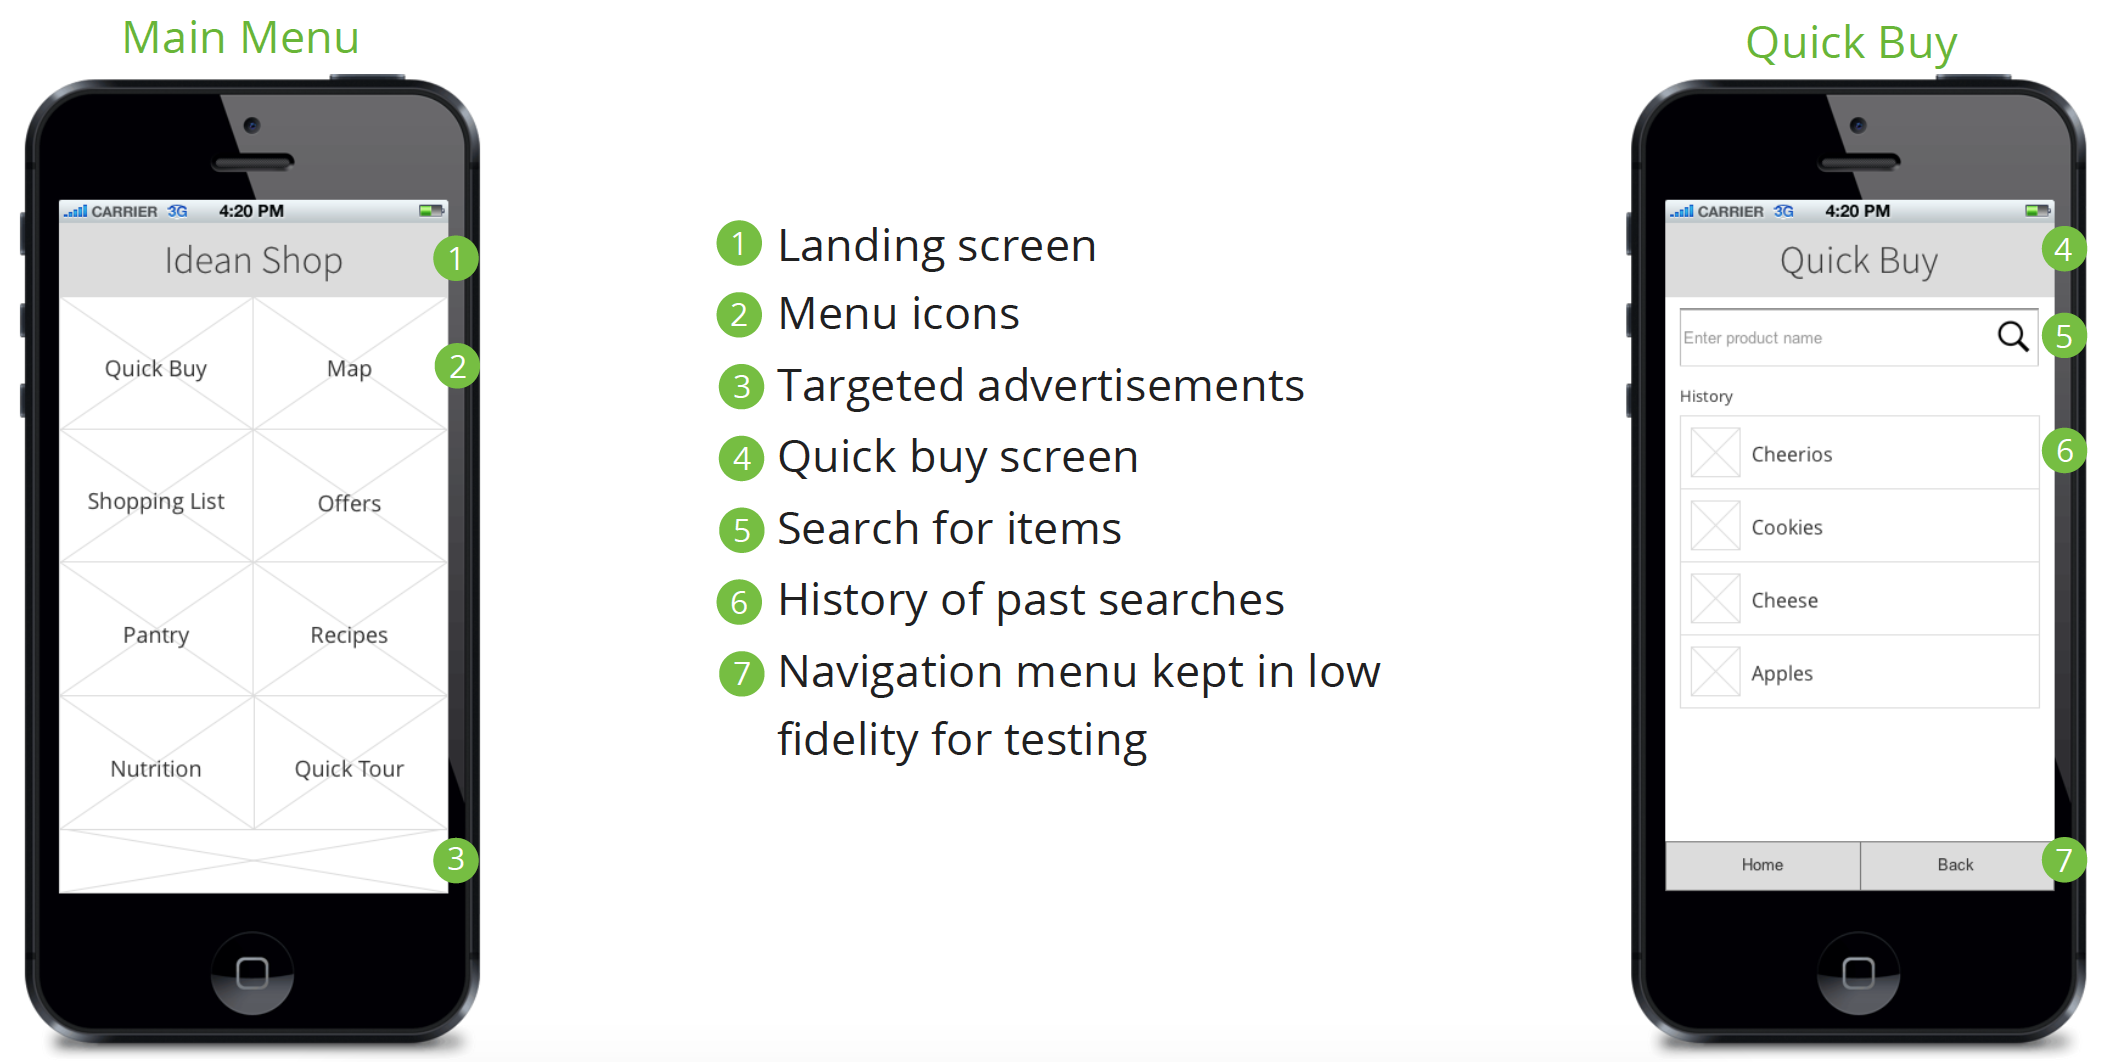 Main Menu
CARRIER 3G 4:20 PM
Idean Shop
1
Quick Buy
Map
2
Shopping List
Offers
Pantry
Recipes
Nutrition
Quick Tour
3
1 Landing screen
2 Menu icons
3 Targeted advertisements
4 Quick buy screen
5 Search for items
6 History of past searches
7 Navigation menu kept in low
fidelity for testing
Quick Buy
CARRIER 3G 4:20 PM
Quick Buy
4
Enter product name
5
History
Cheerios
6
Cookies
Cheese
Apples
Home
Back
7